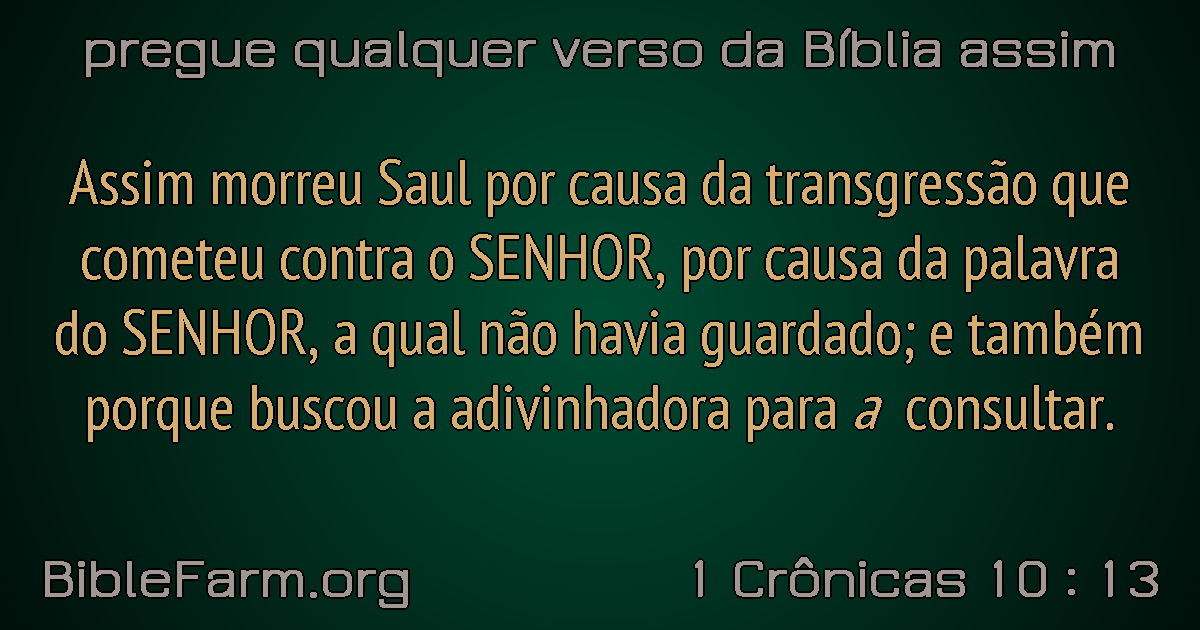 pregue qualquer verso da Bíblia assim
Assim morreu Saul por causa da transgressão que
cometeu contra o SENHOR, por causa da palavra
do SENHOR, a qual não havia guardado; e também
porque buscou a adivinhadora para a consultar.
BibleFarm.org
1 Crônicas 10 : 13